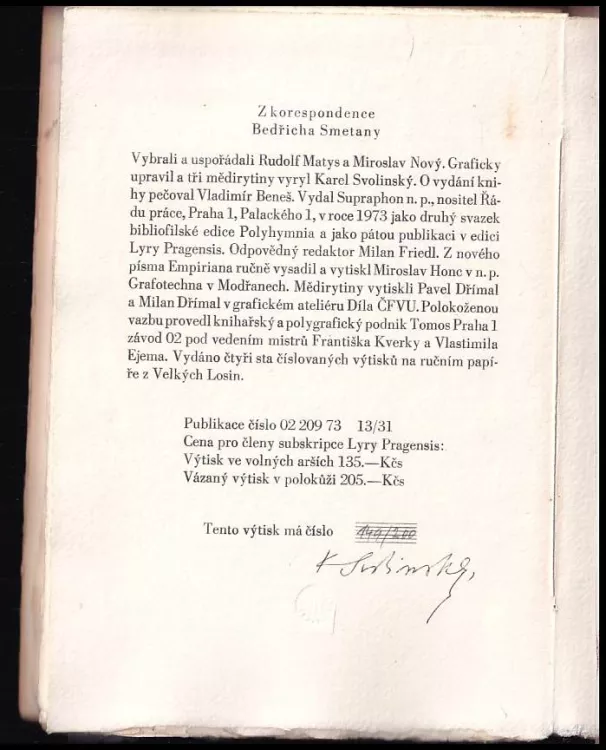 Z korespondence
Bedřicha Smetany
Vybrali a uspořádali Rudolf Matys a Miroslav Nový. Graficky
upravil a tři mědirytiny vyryl Karel Svolinský. O vydání kni-
hy pečoval Vladimír Beneš. Vydal Supraphon n. p., nositel Řá-
du práce, Praha 1, Palackého 1, v roce 1973 jako druhý svazek
bibliofilské edice Polyhymnia a jako pátou publikaci v edici
Lyry Pragensis. Odpovědný redaktor Milan Friedl. Z nového
písma Empiriana ručně vysadil a vytiskl Miroslav Honc v n. p.
Grafotechna v Modřanech. Mědirytiny vytiskli Pavel Dřímal
a Milan Dřímal v grafickém ateliéru Díla ČFVU. Polokoženou
vazbu provedl knihařský a polygrafický podnik Tomos Praha 1
závod 02 pod vedením mistrů Františka Kverky a Vlastimila
Ejema. Vydáno čtyři sta číslovaných výtisků na ručním papí-
ře z Velkých Losin.
Publikace číslo 02 209 73 13/31
Cena pro členy subskripce Lyry Pragensis:
Výtisk ve volných arších 135.—Kčs
Vázaný výtisk v polokůži 205.—Kčs
Tento výtisk má číslo